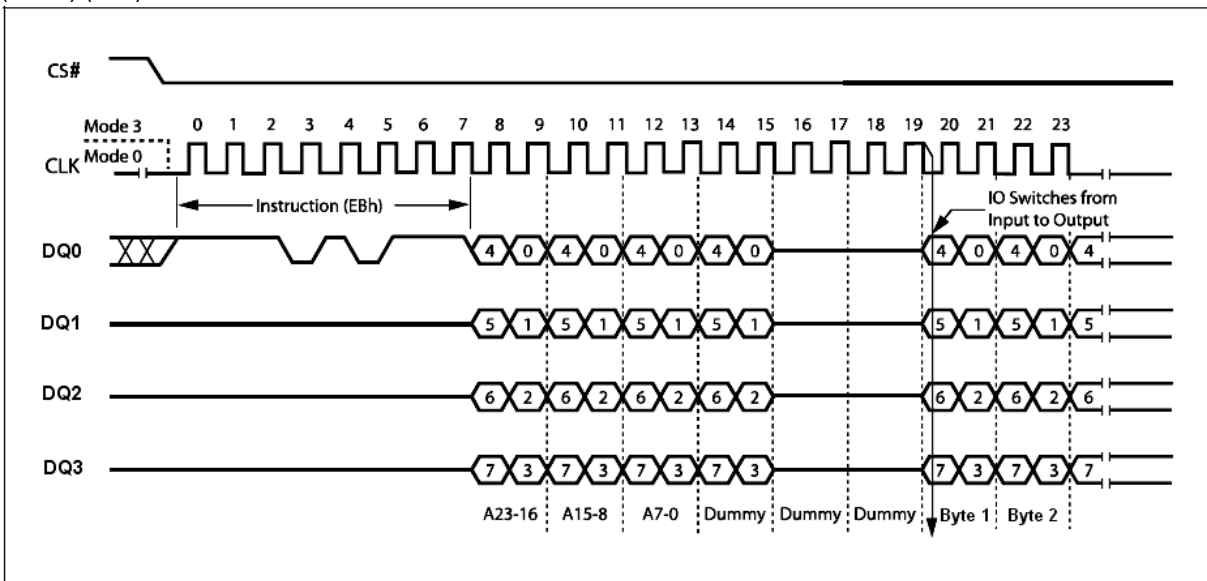 CS#
Mode 3
0 1 2 3 4 5 6 7 8 9 10 11 12 13 14 15 16 17 18 19 20 21 22 23
CLK
Mode 0
Instruction (EBh)
IO Switches from
Input to Output
DQ0
4 0 4 0 4 0 4 0 4 0 4 0 4
DQ1
5 1 5 1 5 1 5 1 5 1 5 1 5
DQ2
6 2 6 2 6 2 6 2 6 2 6 2 6
DQ3
7 3 7 3 7 3 7 3 7 3 7 3 7
A23-16 A15-8 A7-0 Dummy Dummy Dummy Byte 1 Byte 2